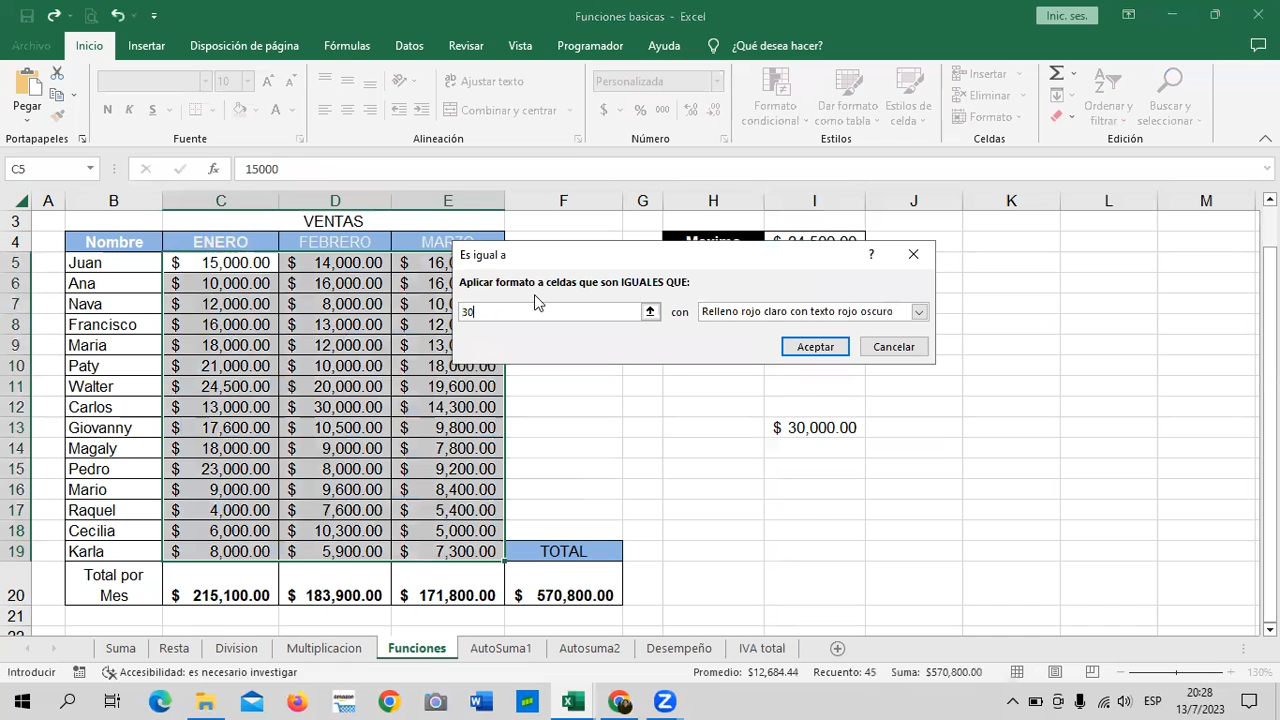 Funciones basicas - Excel
Inic. ses.
Archivo Inicio Insertar Disposición de página Fórmulas Datos Revisar Vista Programador Ayuda ¿Qué desea hacer?
Pegar
Portapapeles
10
N K S
Fuente
Ajustar texto
Combinar y centrar
Alineación
Personalizada
$ % 000
Número
Formato condicional
Dar formato como tabla
Estilos de celda
Estilos
Insertar
Eliminar
Formato
Celdas
Ordenar y filtrar
Buscar y seleccionar
Edición
C5 fx 15000
A B C D E F G H I J K L M
3 VENTAS
4 Nombre ENERO FEBRERO
5 Juan $ 15,000.00 $ 14,000.00 $
6 Ana $ 10,000.00 $ 16,000.00 $
7 Nava $ 12,000.00 $ 8,000.00 $
8 Francisco $ 16,000.00 $ 13,000.00 $
9 Maria $ 18,000.00 $ 12,000.00 $
10 Paty $ 21,000.00 $ 10,000.00 $ 18,000.00
11 Walter $ 24,500.00 $ 20,000.00 $ 19,600.00
12 Carlos $ 13,000.00 $ 30,000.00 $ 14,300.00
13 Giovanny $ 17,600.00 $ 10,500.00 $ 9,800.00 $ 30,000.00
14 Magaly $ 18,000.00 $ 9,000.00 $ 7,800.00
15 Pedro $ 23,000.00 $ 8,000.00 $ 9,200.00
16 Mario $ 9,000.00 $ 9,600.00 $ 8,400.00
17 Raquel $ 4,000.00 $ 7,600.00 $ 5,400.00
18 Cecilia $ 6,000.00 $ 10,300.00 $ 5,000.00
19 Karla $ 8,000.00 $ 5,900.00 $ 7,300.00 TOTAL
Total por
20 Mes $ 215,100.00 $ 183,900.00 $ 171,800.00 $ 570,800.00
21
Es igual a ?
Aplicar formato a celdas que son IGUALES QUE:
30 con Relleno rojo claro con texto rojo oscuro
Aceptar Cancelar
Suma Resta Division Multiplicacion Funciones AutoSuma1 Autosuma2 Desempeño IVA total
Introducir Accesibilidad: es necesario investigar Promedio: $12,684.44 Recuento: 45 Suma: $570,800.00 130%
amazon
ESP
20:28
13/7/2023